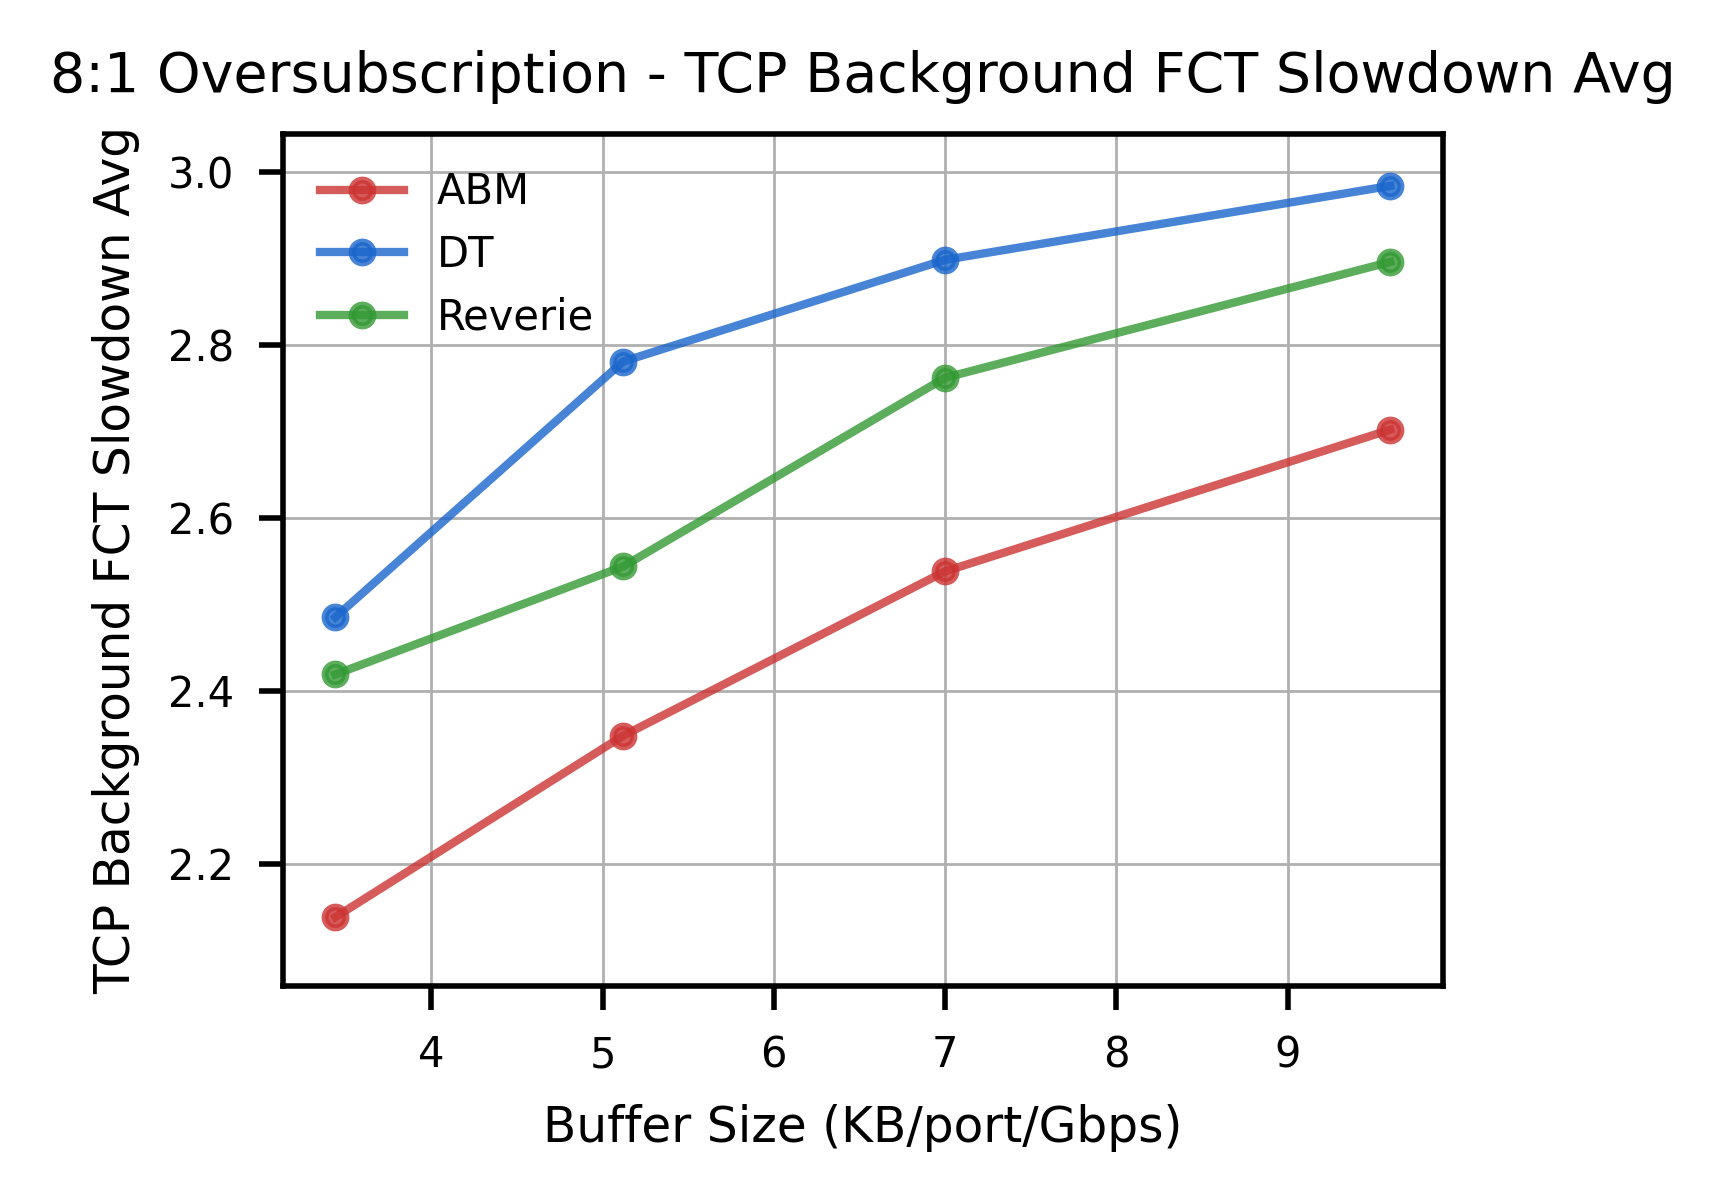 8:1 Oversubscription - TCP Background FCT Slowdown Avg
TCP Background FCT Slowdown Avg
3.0
2.8
2.6
2.4
2.2
ABM
DT
Reverie
4 5 6 7 8 9
Buffer Size (KB/port/Gbps)